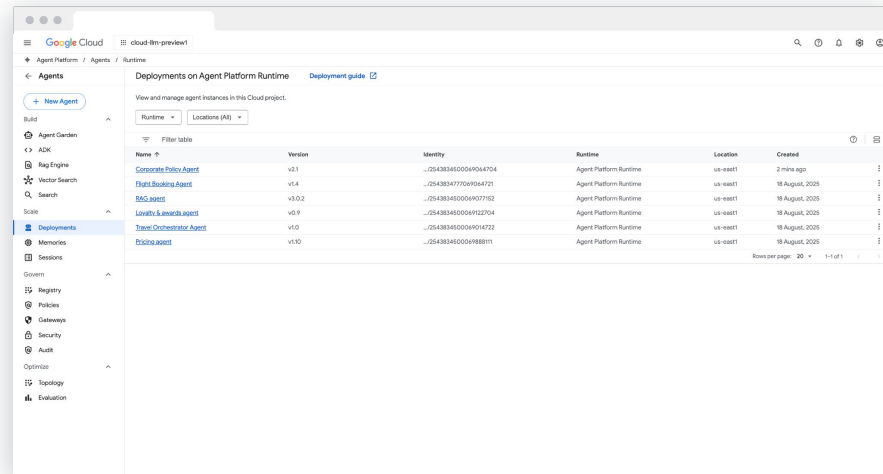 Google Cloud
cloud-llm-preview1
Agent Platform / Agents / Runtime
Agents
Deployments on Agent Platform Runtime
Deployment guide
+ New Agent
View and manage agent instances in this Cloud project.
Runtime
Locations (All)
Build
Agent Garden
ADK
Rag Engine
Vector Search
Search
Scale
Deployments
Memories
Sessions
Govern
Registry
Policies
Gateways
Security
Audit
Optimize
Topology
Evaluation
Filter table
Name Version Identity Runtime Location Created
Corporate Policy Agent v2.1 .../2543834500069064704 Agent Platform Runtime us-east1 2 mins ago
Flight Booking Agent v1.4 .../2543834777069064721 Agent Platform Runtime us-east1 18 August, 2025
RAG agent v3.0.2 .../2543834500069077152 Agent Platform Runtime us-east1 18 August, 2025
Loyalty & awards agent v0.9 .../2543834500069122704 Agent Platform Runtime us-east1 18 August, 2025
Travel Orchestrator Agent v1.0 .../2543834500069014722 Agent Platform Runtime us-east1 18 August, 2025
Pricing agent v1.10 .../2543834500069888111 Agent Platform Runtime us-east1 18 August, 2025
Rows per page: 20 1–1 of 1